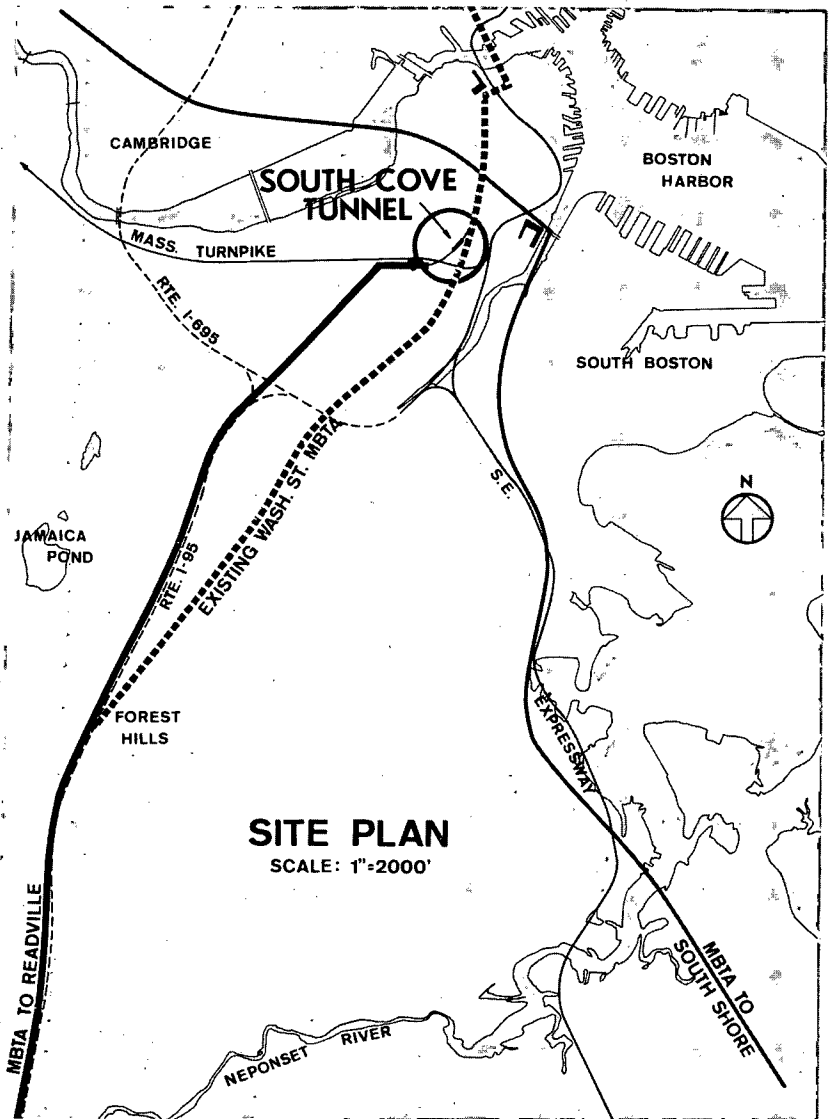 CAMBRIDGE
BOSTON
HARBOR
SOUTH COVE
TUNNEL
MASS. TURNPIKE
RTE. I-695
SOUTH BOSTON
EXISTING WASH. ST. MBTA
S.E.
N
JAMAICA
POND
RTE. I-95
FOREST
HILLS
EXPRESSWAY
SITE PLAN
SCALE: 1"=2000'
MBTA TO READVILLE
MBTA TO
SOUTH SHORE
NEPONSET RIVER